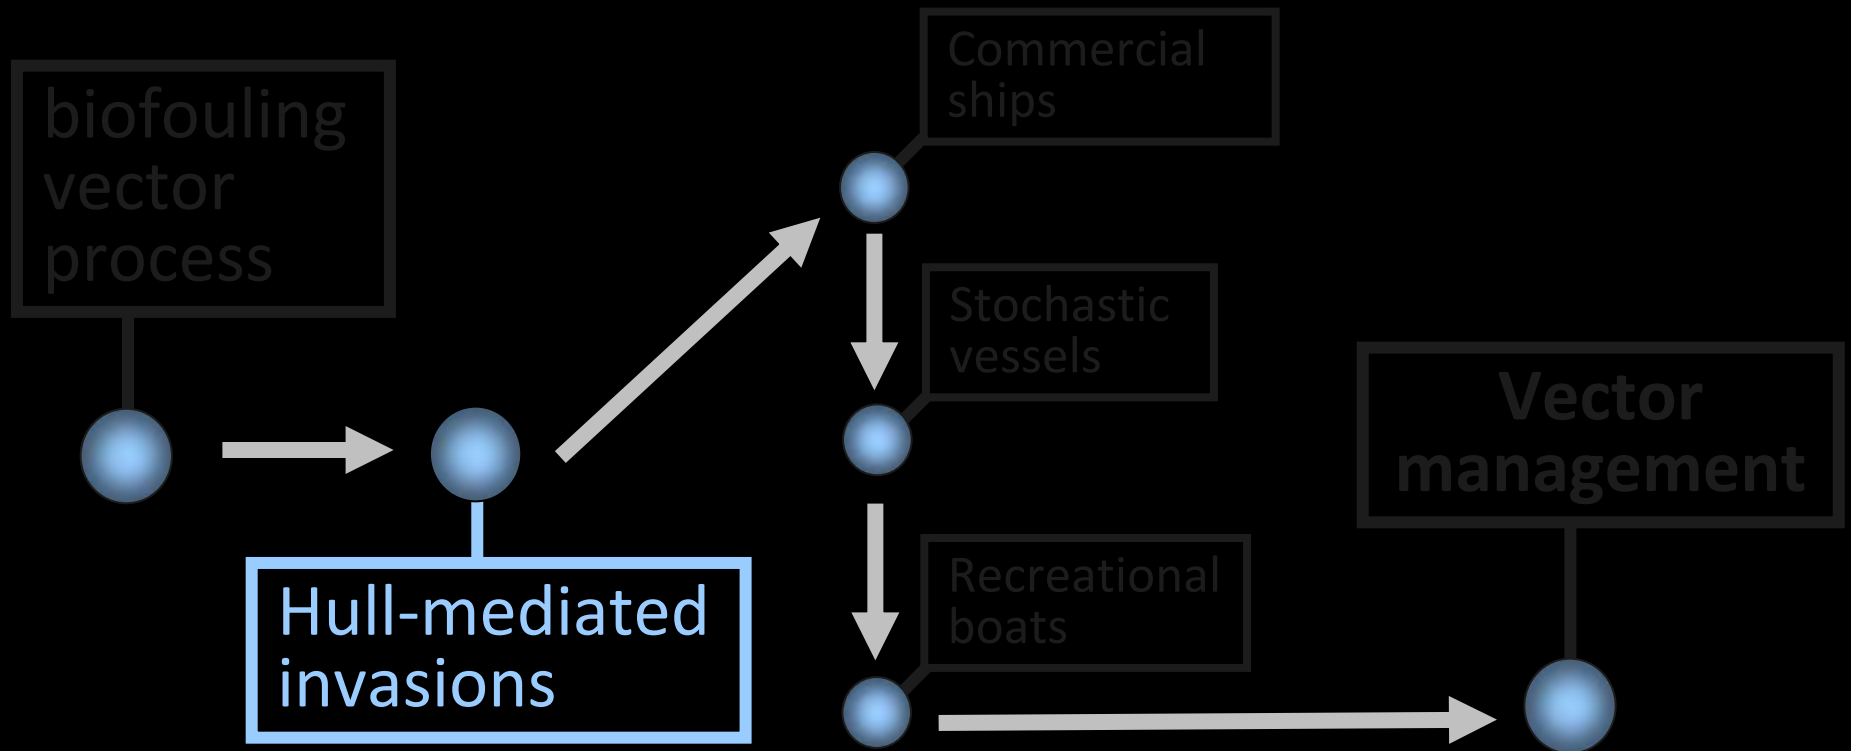 biofouling
vector
process
Hull-mediated
invasions
Commercial
ships
Stochastic
vessels
Recreational
boats
Vector
management